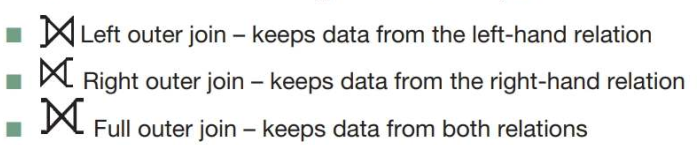 ■ ⟕ Left outer join – keeps data from the left-hand relation
■ ⟖ Right outer join – keeps data from the right-hand relation
■ ⟗ Full outer join – keeps data from both relations